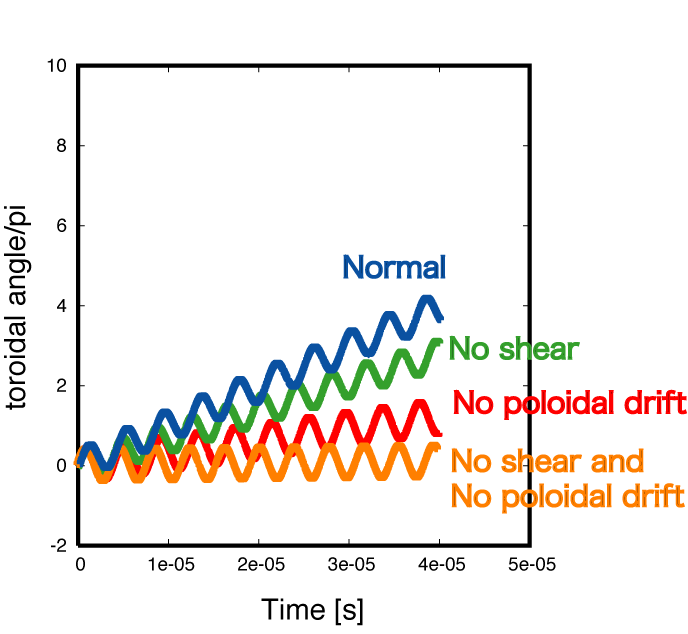 10
8
6
4
2
0
-2
toroidal angle/pi
Normal
No shear
No poloidal drift
No shear and
No poloidal drift
0 1e-05 2e-05 3e-05 4e-05 5e-05
Time [s]